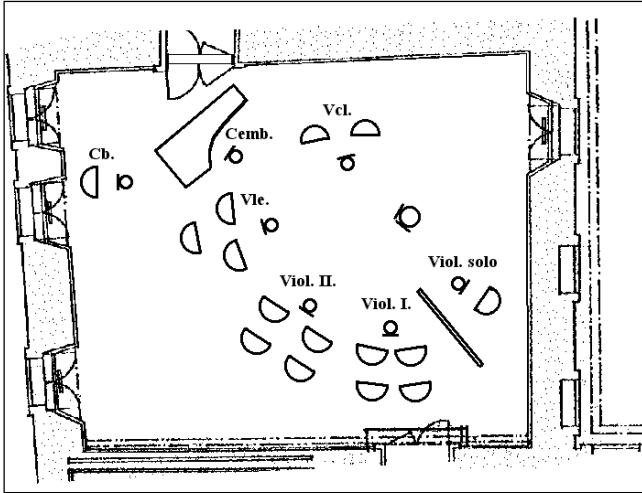 Vcl.
Cemb.
Cb.
Vle.
Viol. solo
Viol. II.
Viol. I.